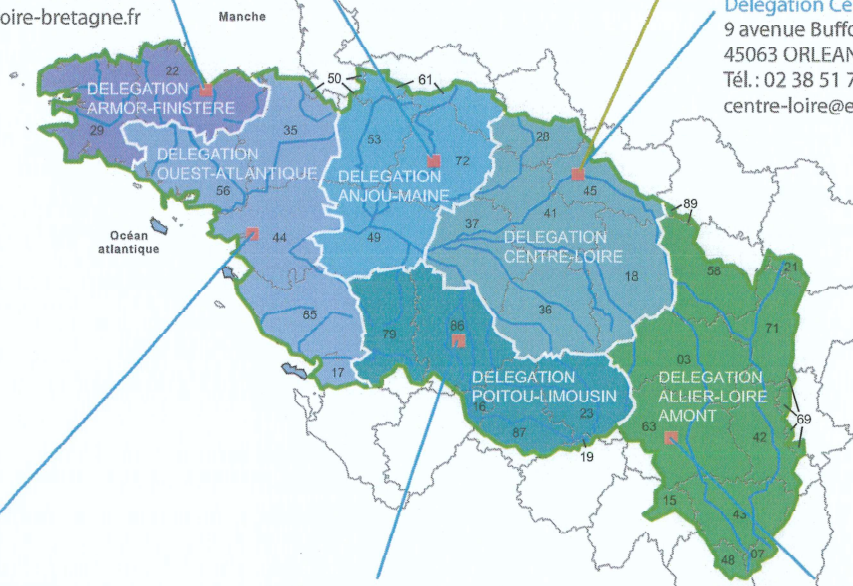 oire-bretagne.fr
Manche
Délégation Ce
9 avenue Buffo
45063 ORLEAN
Tél.: 02 38 51 7
centre-loire@e
22
DELEGATION
ARMOR-FINISTERE
29
50
61
35
53
72
28
45
DELEGATION
OUEST-ATLANTIQUE
56
DELEGATION
ANJOU-MAINE
41
37
89
Océan
atlantique
44
49
DELEGATION
CENTRE-LOIRE
18
58
21
36
85
79
86
71
03
17
DELEGATION
POITOU-LIMOUSIN
16
23
87
19
DELEGATION
ALLIER-LOIRE
AMONT
63
69
42
15
43
48
07